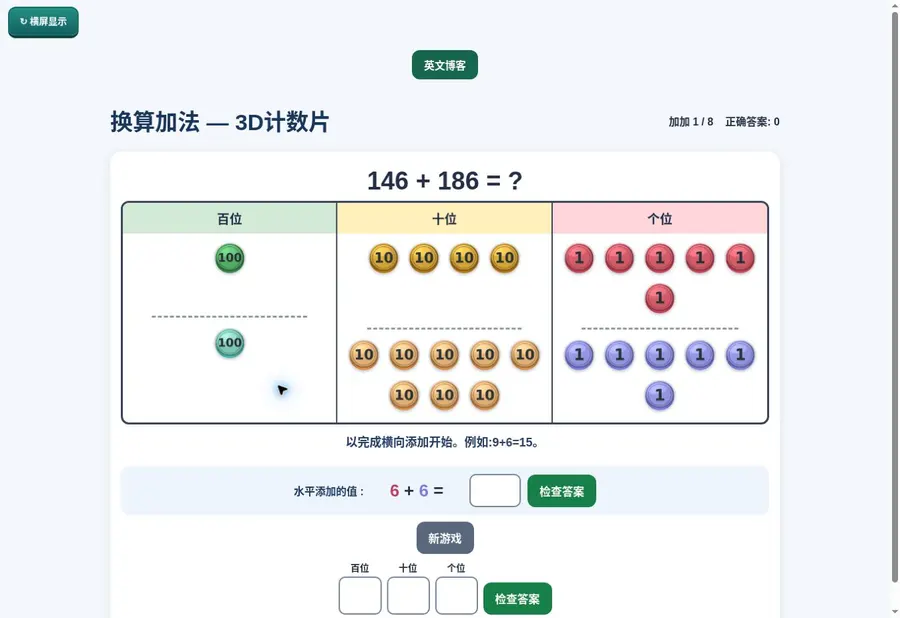 ↻ 横屏显示
英文博客
换算加法 — 3D计数片
加加 1 / 8 正确答案: 0
146 + 186 = ?
百位 十位 个位
100 10 10 10 10 1 1 1 1 1
1
100 10 10 10 10 10 1 1 1 1 1
10 10 10 1
以完成横向添加开始。例如:9+6=15。
水平添加的值： 6 + 6 = 检查答案
新游戏
百位 十位 个位
检查答案